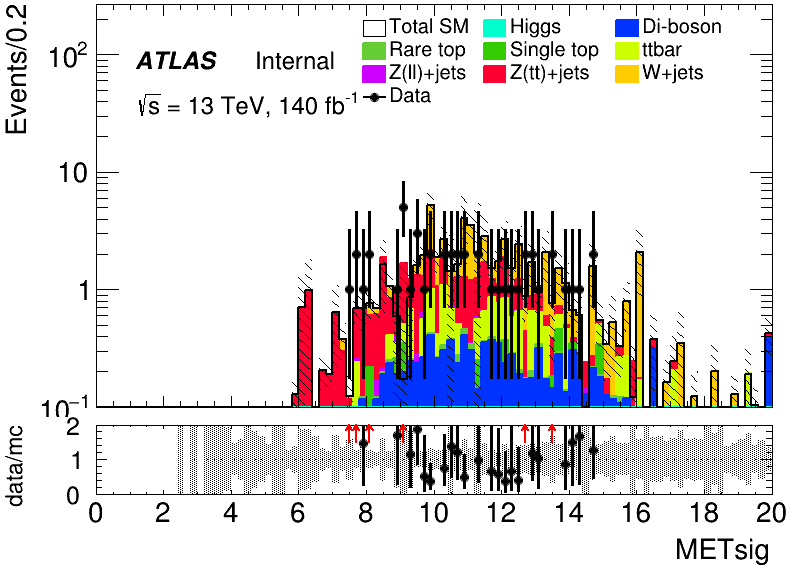 Events/0.2
10²
10
1
10⁻¹
ATLAS Internal
√s = 13 TeV, 140 fb⁻¹
Total SM Higgs Di-boson
Rare top Single top ttbar
Z(ll)+jets Z(tt)+jets W+jets
Data
data/mc
2
1
0
0 2 4 6 8 10 12 14 16 18 20
METsig